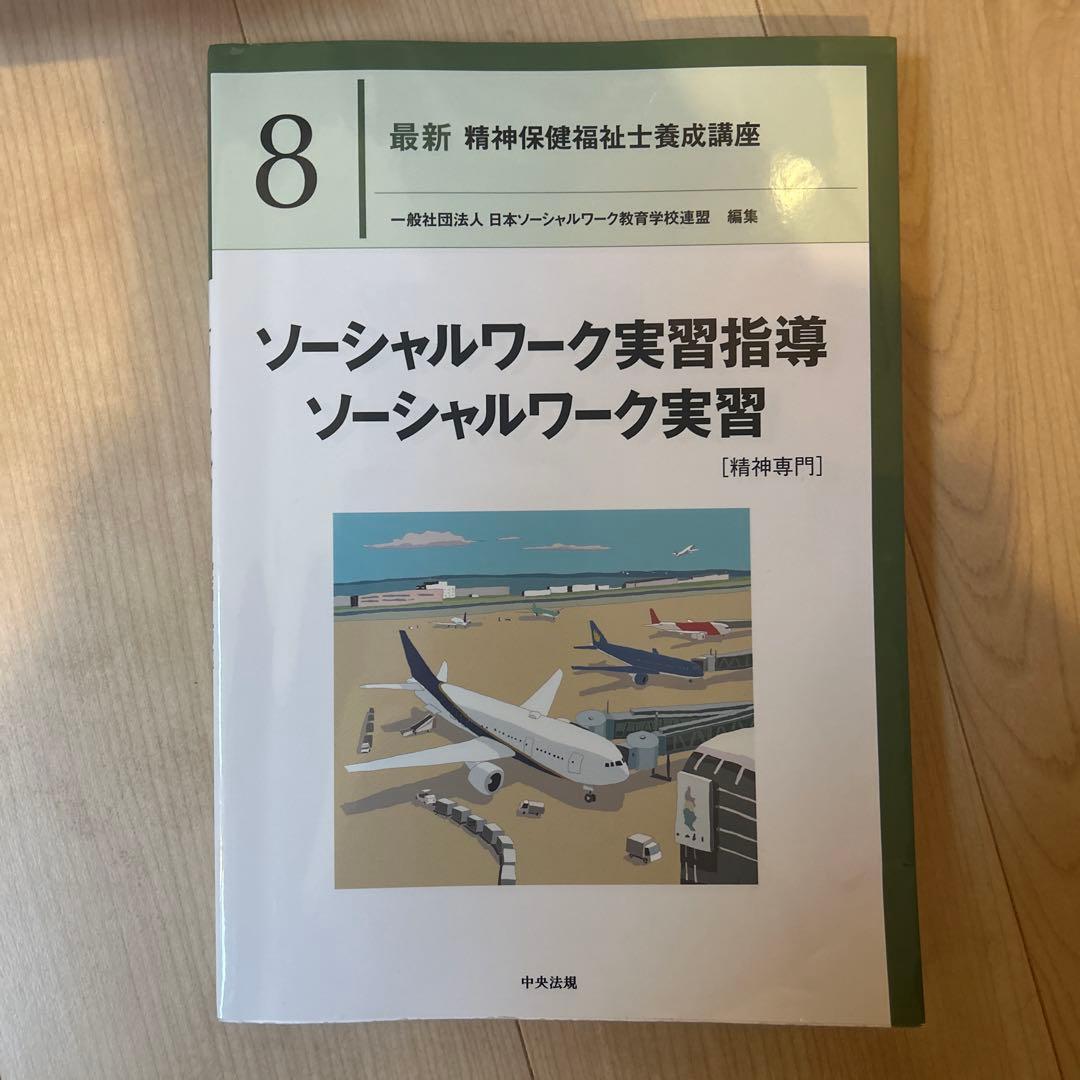 8
最新 精神保健福祉士養成講座
一般社団法人 日本ソーシャルワーク教育学校連盟 編集
ソーシャルワーク実習指導
ソーシャルワーク実習
[精神専門]
中央法規